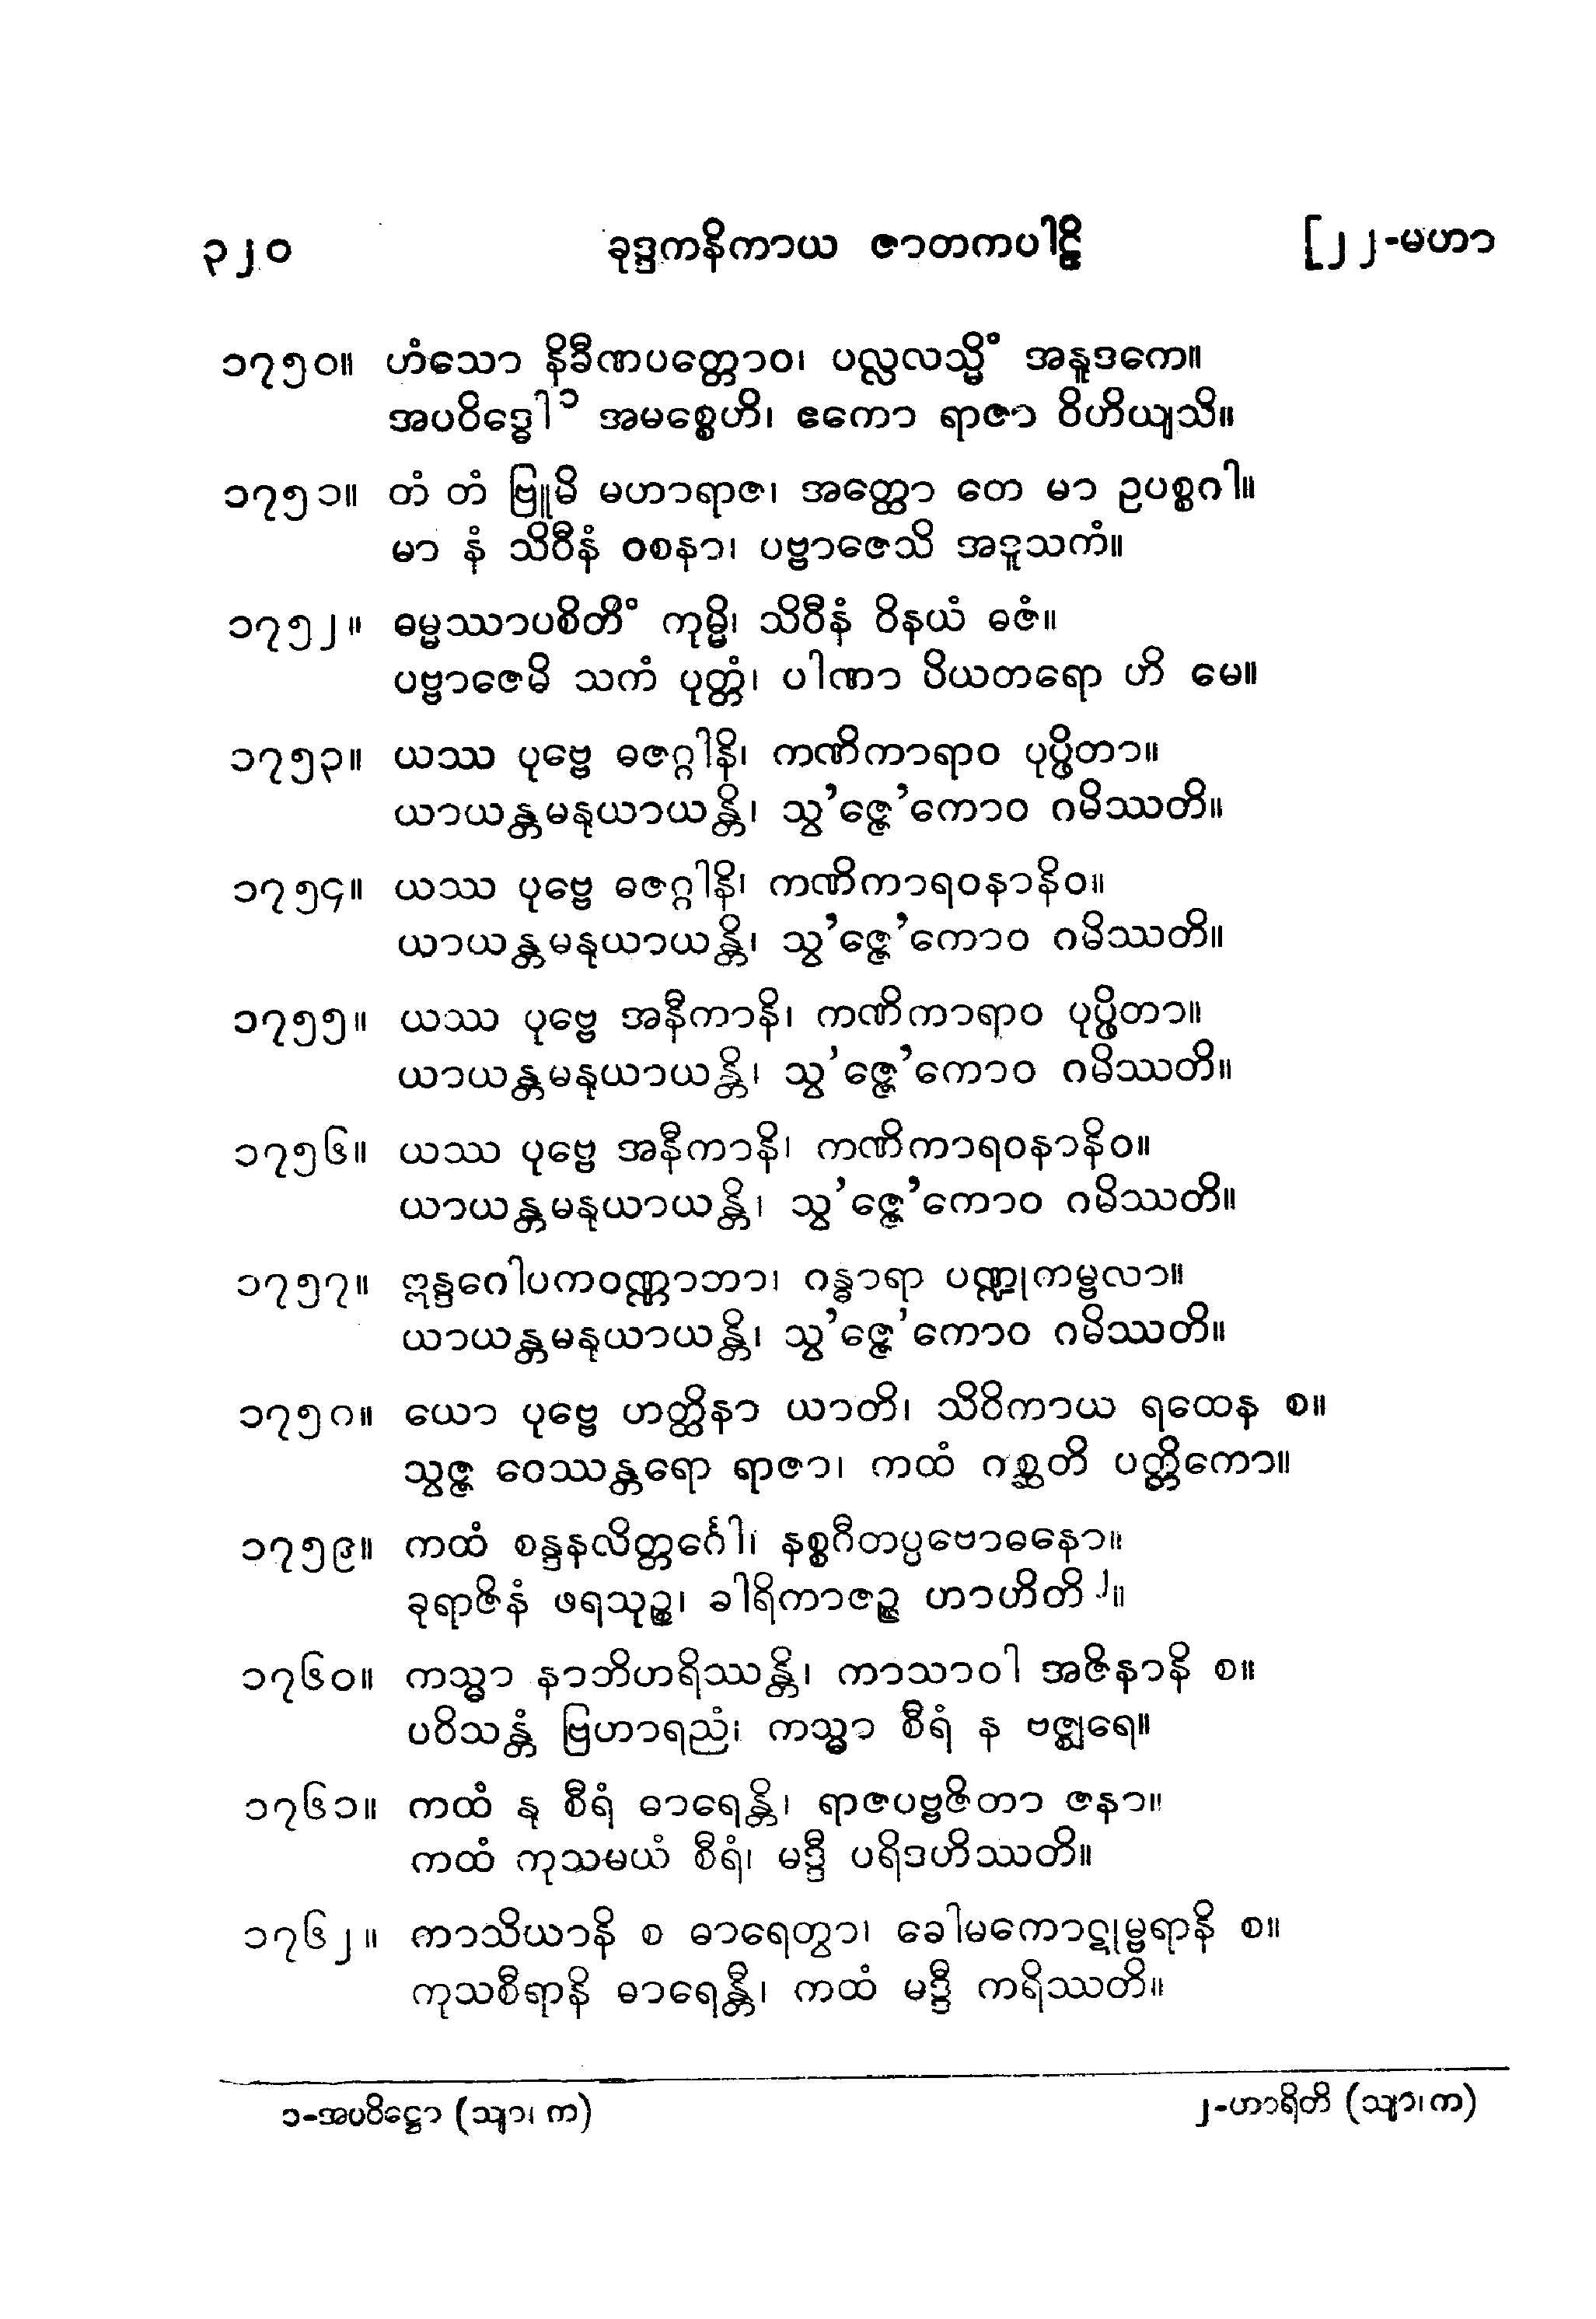 ၃၂၀ ခုဒ္ဒကနိကာယ ဇာတကပါဠိ [၂၂-မဟာ
၁၇၅၀။ ဟံသော နိခီဏပတ္တောဝ၊ ပလ္လလသ္မိံ အနူဒကေ။
အပဝိဒ္ဓေါ ၁ အမစ္စေဟိ၊ ဧကော ရာဇာ ဝိဟိယျသိ။
၁၇၅၁။ တံ တံ ဗြူမိ မဟာရာဇ၊ အတ္ထော တေ မာ ဥပစ္စဂါ။
မာ နံ သိဝီနံ ဝစနာ၊ ပဗ္ဗာဇေသိ အဒူသကံ။
၁၇၅၂။ ဓမ္မဿာပစိတိံ ကုမ္မိ၊ သိဝီနံ ဝိနယံ ဓဇံ။
ပဗ္ဗာဇေမိ သကံ ပုတ္တံ၊ ပါဏာ ပိယတရော ဟိ မေ။
၁၇၅၃။ ယဿ ပုဗ္ဗေ ဓဇဂ္ဂါနိ၊ ကဏိကာရာဝ ပုပ္ဖိတာ။
ယာယန္တမနုယာယန္တိ၊ သွ’ဇ္ဇေ’ကောဝ ဂမိဿတိ။
၁၇၅၄။ ယဿ ပုဗ္ဗေ ဓဇဂ္ဂါနိ၊ ကဏိကာရဝနာနိဝ။
ယာယန္တမနုယာယန္တိ၊ သွ’ဇ္ဇေ’ကောဝ ဂမိဿတိ။
၁၇၅၅။ ယဿ ပုဗ္ဗေ အနီကာနိ၊ ကဏိကာရာဝ ပုပ္ဖိတာ။
ယာယန္တမနုယာယန္တိ၊ သွ’ဇ္ဇေ’ကောဝ ဂမိဿတိ။
၁၇၅၆။ ယဿ ပုဗ္ဗေ အနီကာနိ၊ ကဏိကာရဝနာနိဝ။
ယာယန္တမနုယာယန္တိ၊ သွ’ဇ္ဇေ’ကောဝ ဂမိဿတိ။
၁၇၅၇။ ဣန္ဒဂေါပကဝဏ္ဏာဘာ၊ ဂန္ဓာရာ ပဏ္ဍုကမ္ဗလာ။
ယာယန္တမနုယာယန္တိ၊ သွ’ဇ္ဇေ’ကောဝ ဂမိဿတိ။
၁၇၅၈။ ယော ပုဗ္ဗေ ဟတ္ထိနာ ယာတိ၊ သိဝိကာယ ရထေန စ။
သွဇ္ဇ ဝေဿန္တရော ရာဇာ၊ ကထံ ဂစ္ဆတိ ပတ္တိကော။
၁၇၅၉။ ကထံ စန္ဒနလိတ္တင်္ဂေါ၊ နစ္စဂီတပ္ပဗောဓနော။
ခုရာဇိနံ ဖရသုဉ္စ၊ ခါရိကာဇဉ္စ ဟာဟိတိ ၂။
၁၇၆၀။ ကသ္မာ နာဘိဟရိဿန္တိ၊ ကာသာဝါ အဇိနာနိ စ။
ပဝိသန္တံ ဗြဟာရညံ၊ ကသ္မာ စီရံ န ဗဇ္ဈရေ။
၁၇၆၁။ ကထံ နု စီရံ ဓာရေန္တိ၊ ရာဇပဗ္ဗဇိတာ ဇနာ။
ကထံ ကုသမယံ စီရံ၊ မဒ္ဒီ ပရိဒဟိဿတိ။
၁၇၆၂။ ကာသိယာနိ စ ဓာရေတွာ၊ ခေါမကောဋုမ္ဗရာနိ စ။
ကုသစီရာနိ ဓာရေန္တီ၊ ကထံ မဒ္ဒီ ကရိဿတိ။
၁-အပဝိဋ္ဌော (သျာ၊ က) ၂-ဟာရိတိ (သျာ၊ က)